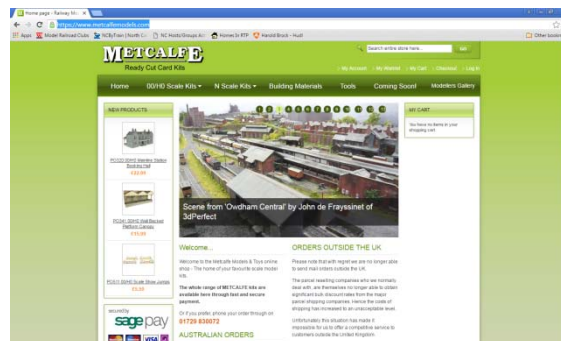 Home page - Railway Mo
https://www.metcalfemodels.com
Apps
Model Railroad Clubs
NC Hosts/Groups
Homes In RTP
Other bookm
METCALFE
Ready Cut Card Kits
Search entire store here...
My Account
My Wishlist
My Cart
Checkout
Log In
Home
00/H0 Scale Kits
N Scale Kits
Building Materials
Tools
Coming Soon!
Modellers Gallery
NEW PRODUCTS
MY CART
You have no items in your
shopping cart.
Scene from 'Owdham Central' by John de Frayssinet of
3dPerfect
Welcome...
Welcome to the Metcalfe Models & Toys online
shop - The home of your favourite scale model
kits.
The whole range of METCALFE kits are
available here through fast and secure
payment.
Or if you prefer, phone your order through on
01729 830072
AUSTRALIAN ORDERS
ORDERS OUTSIDE THE UK
Please note that with regret we are no longer able
to send mail orders outside the UK.
The parcel reselling companies who we normally
deal with, are themselves no longer able to obtain
significant bulk discount rates from the major
parcel shipping companies. Hence the cost of
shipping has increased to an unacceptable level.
Unfortunately this situation has made it
impossible for us to offer a competitive service to
customers outside the United Kingdom.
secured by
sage pay
VISA